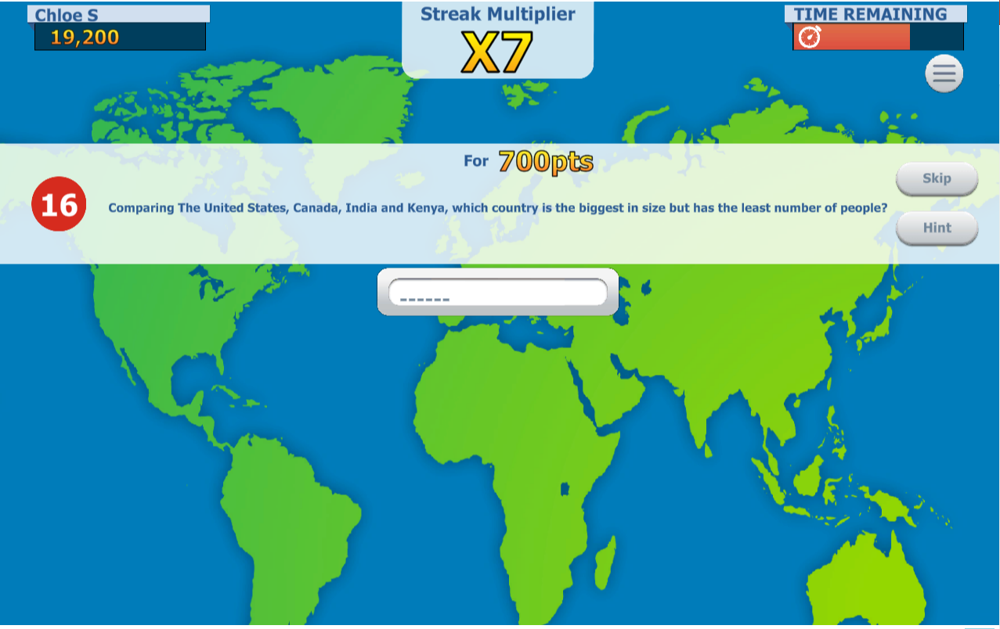 Chloe S
19,200
Streak Multiplier
X7
TIME REMAINING
For 700pts
16
Comparing The United States, Canada, India and Kenya, which country is the biggest in size but has the least number of people?
Skip
Hint
------